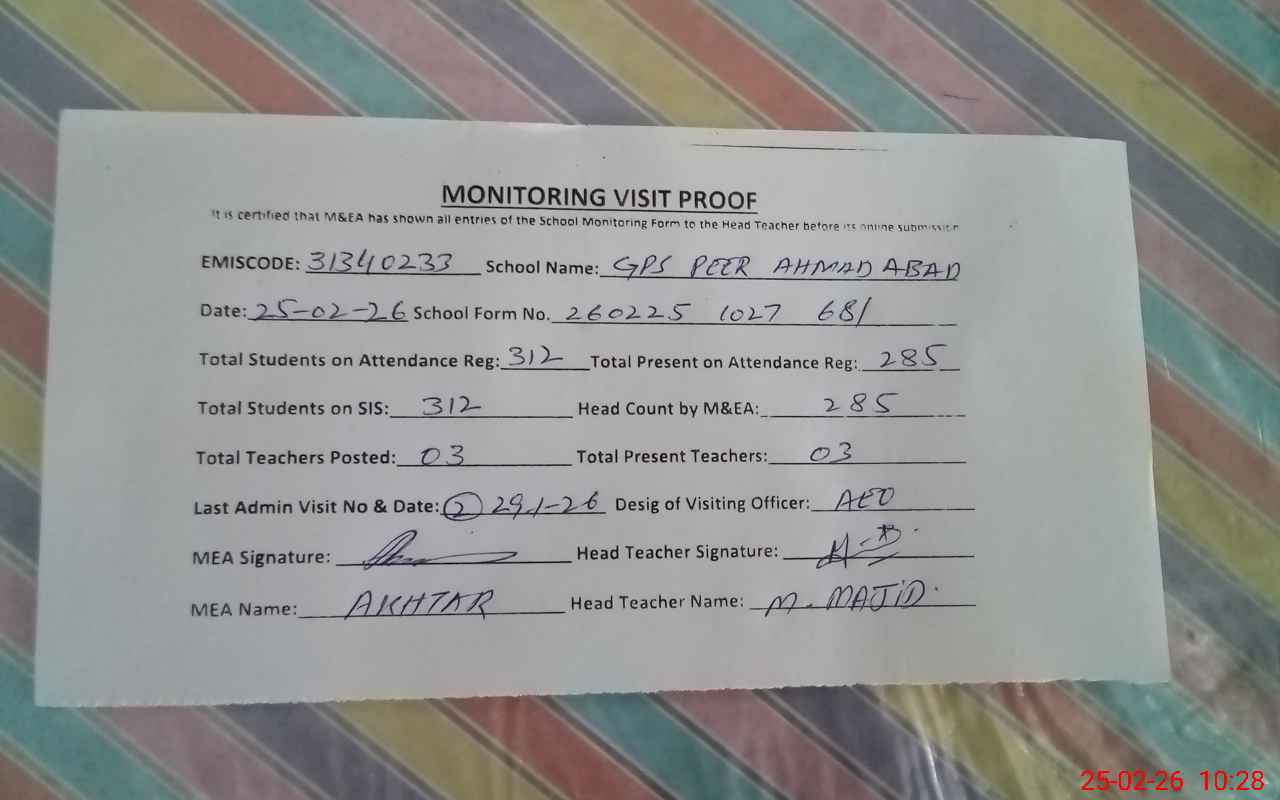 MONITORING VISIT PROOF
It is certified that M&EA has shown all entries of the School Monitoring Form to the Head Teacher before its online submission
EMISCODE: 31340233 School Name: GPS PEER AHMAD ABAD
Date: 25-02-26 School Form No. 260225 1027 681
Total Students on Attendance Reg: 312 Total Present on Attendance Reg: 285
Total Students on SIS: 312 Head Count by M&EA: 285
Total Teachers Posted: 03 Total Present Teachers: 03
Last Admin Visit No & Date: 2 29-1-26 Desig of Visiting Officer: AEO
MEA Signature: Head Teacher Signature:
MEA Name: AKHTAR Head Teacher Name: M. MAJID.
25-02-26 10:28